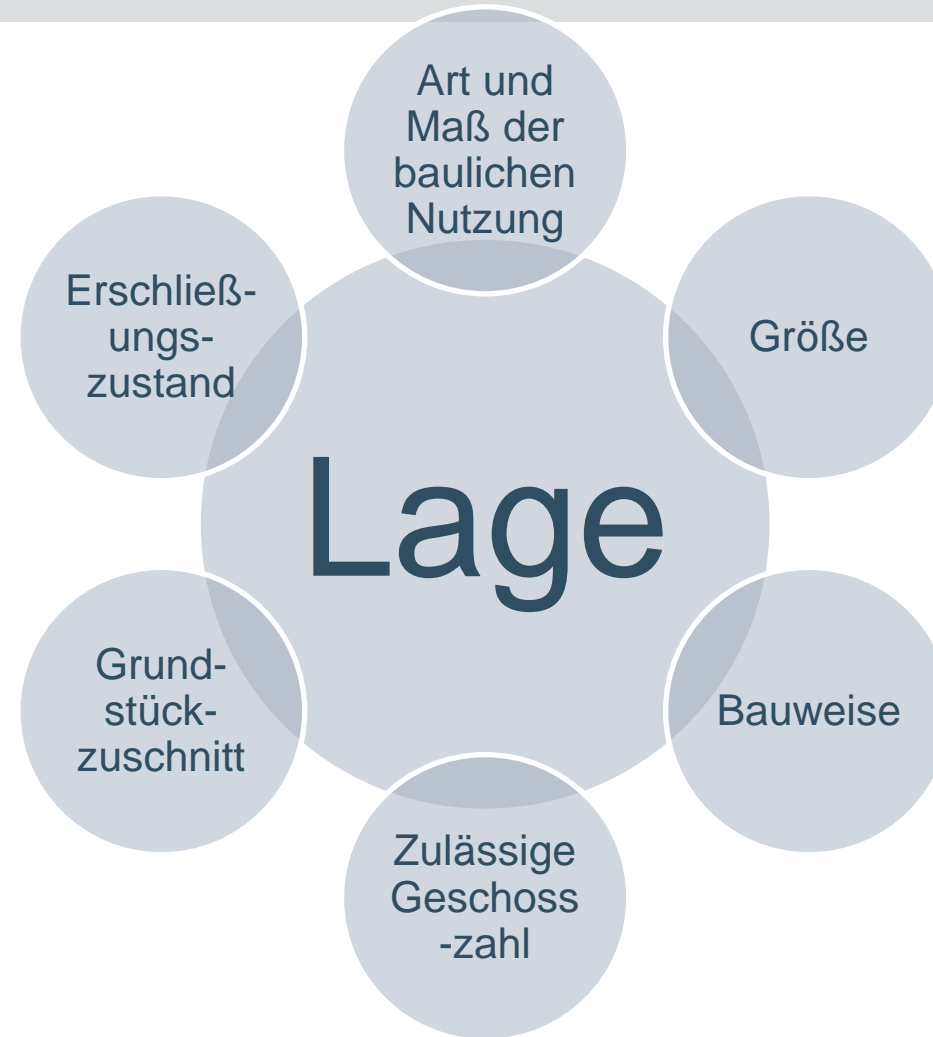 Art und
Maß der
baulichen
Nutzung
Größe
Bauweise
Zulässige
Geschoss
-zahl
Grund-
stück-
zuschnitt
Erschließ-
ungs-
zustand
Lage